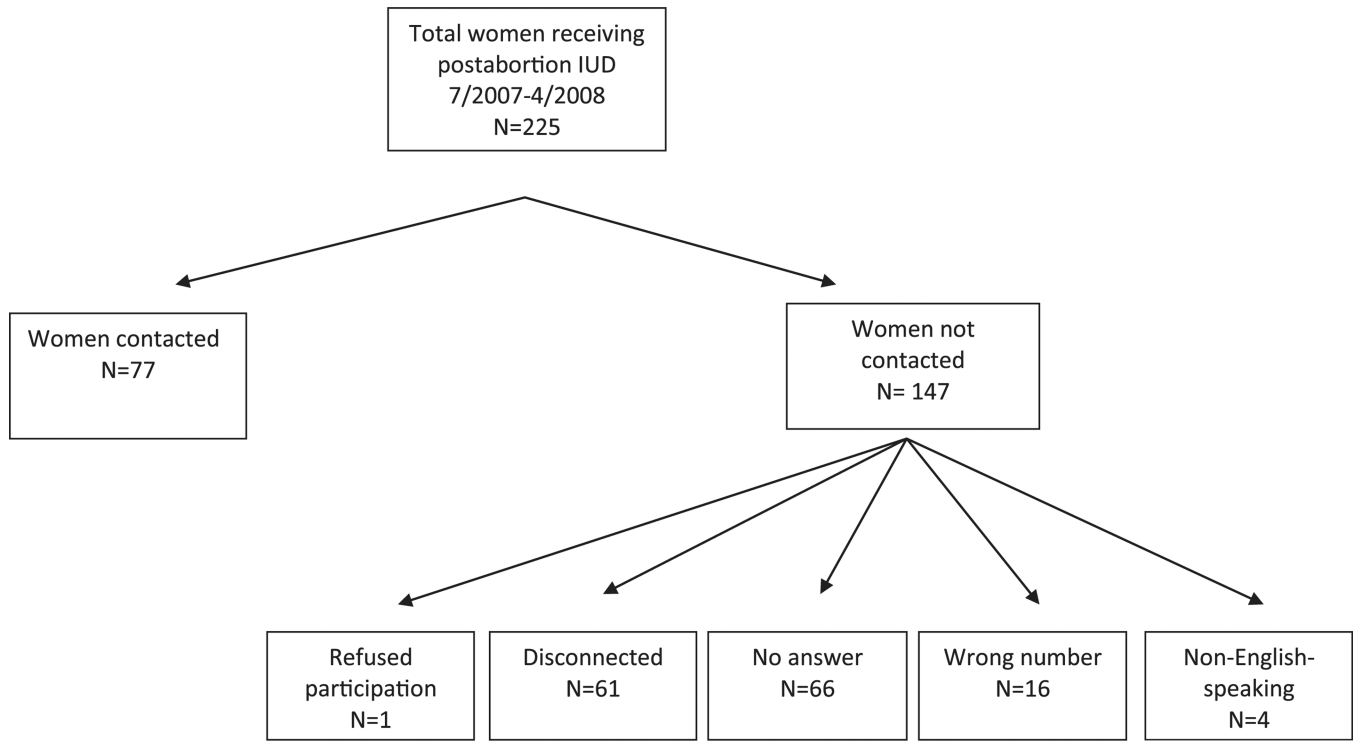 Total women receiving
postabortion IUD
7/2007-4/2008
N=225
Women contacted
N=77
Women not
contacted
N= 147
Refused
participation
N=1
Disconnected
N=61
No answer
N=66
Wrong number
N=16
Non-English-
speaking
N=4